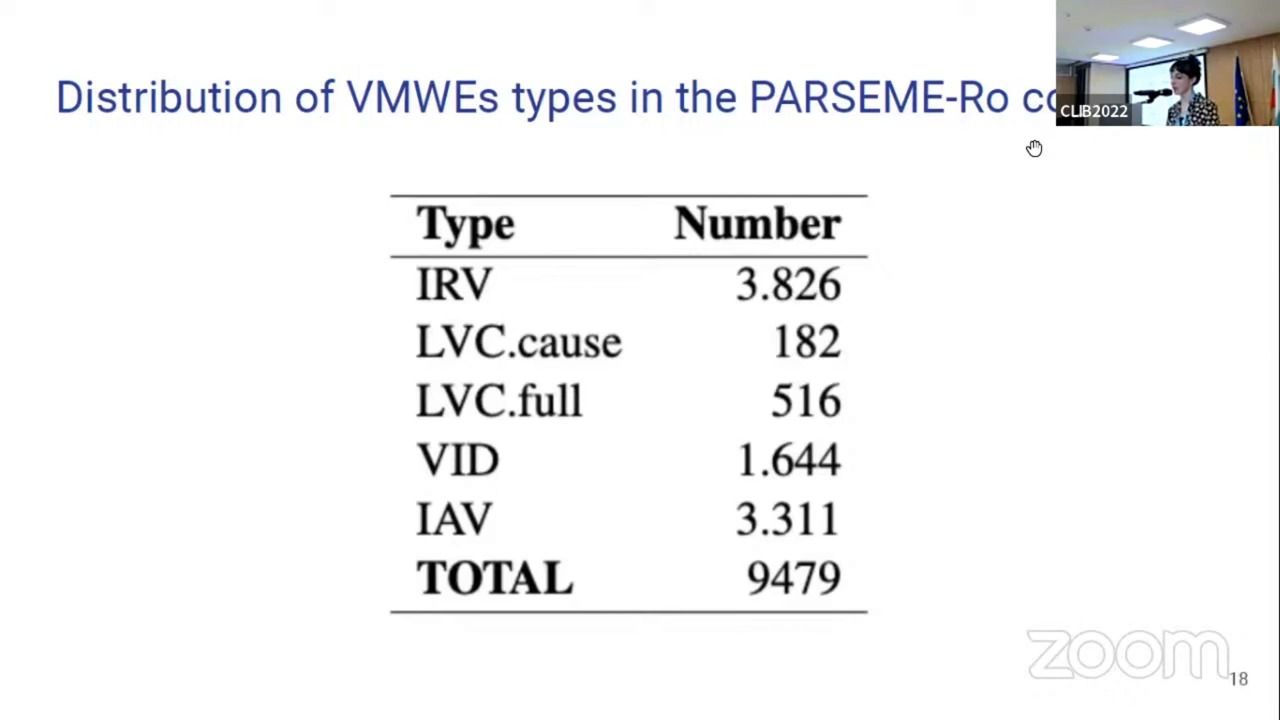 Distribution of VMWEs types in the PARSEME-Ro
CLIB2022
Type Number
IRV 3.826
LVC.cause 182
LVC.full 516
VID 1.644
IAV 3.311
TOTAL 9479
zoom
18